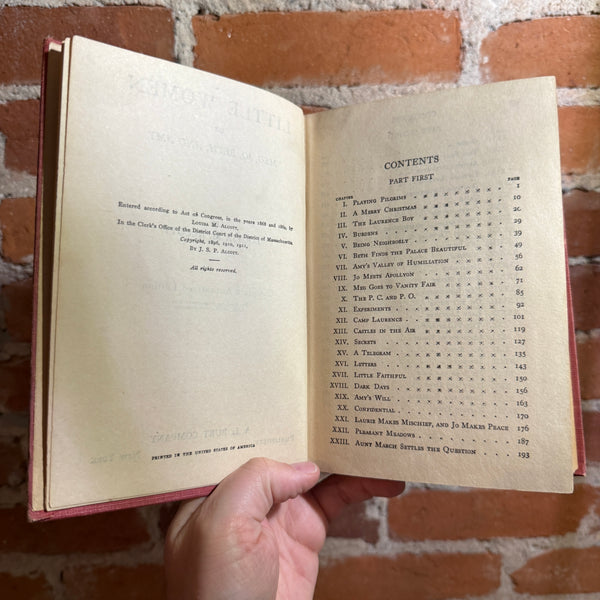 Entered according to Act of Congress, in the years 1868 and 1880, by
Louisa M. Alcott,
In the Clerk's Office of the District Court of the District of Massachusetts
Copyright, 1896, 1910, 1911,
By J. S. P. Alcott.
All rights reserved.
PRINTED IN THE UNITED STATES OF AMERICA
CONTENTS
PART FIRST
CHAPTER PAGE
I. Playing Pilgrims 1
II. A Merry Christmas 10
III. The Laurence Boy 20
IV. Burdens 29
V. Being Neighborly 39
VI. Beth Finds the Palace Beautiful 49
VII. Amy's Valley of Humiliation 56
VIII. Jo Meets Apollyon 62
IX. Meg Goes to Vanity Fair 71
X. The P. C. and P. O. 85
XI. Experiments 92
XII. Camp Laurence 101
XIII. Castles in the Air 119
XIV. Secrets 127
XV. A Telegram 135
XVI. Letters 143
XVII. Little Faithful 150
XVIII. Dark Days 156
XIX. Amy's Will 163
XX. Confidential 170
XXI. Laurie Makes Mischief, and Jo Makes Peace 176
XXII. Pleasant Meadows 187
XXIII. Aunt March Settles the Question 193